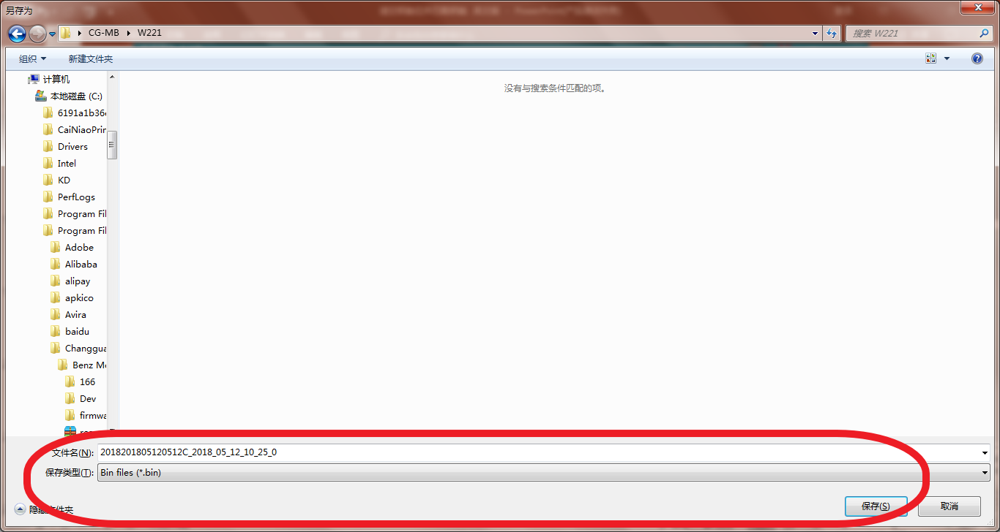 另存为
CG-MB W221
搜索 W221
组织 新建文件夹
计算机
没有与搜索条件匹配的项。
本地磁盘 (C:)
6191a1b36
CaiNiaoPrin
Drivers
Intel
KD
PerfLogs
Program Fil
Program Fil
Adobe
Alibaba
alipay
apkico
Avira
baidu
Changgua
Benz Mo
166
Dev
firmwa
文件名(N): 2018201805120512C_2018_05_12_10_25_0
保存类型(T): Bin files (*.bin)
隐藏文件夹 保存(S) 取消